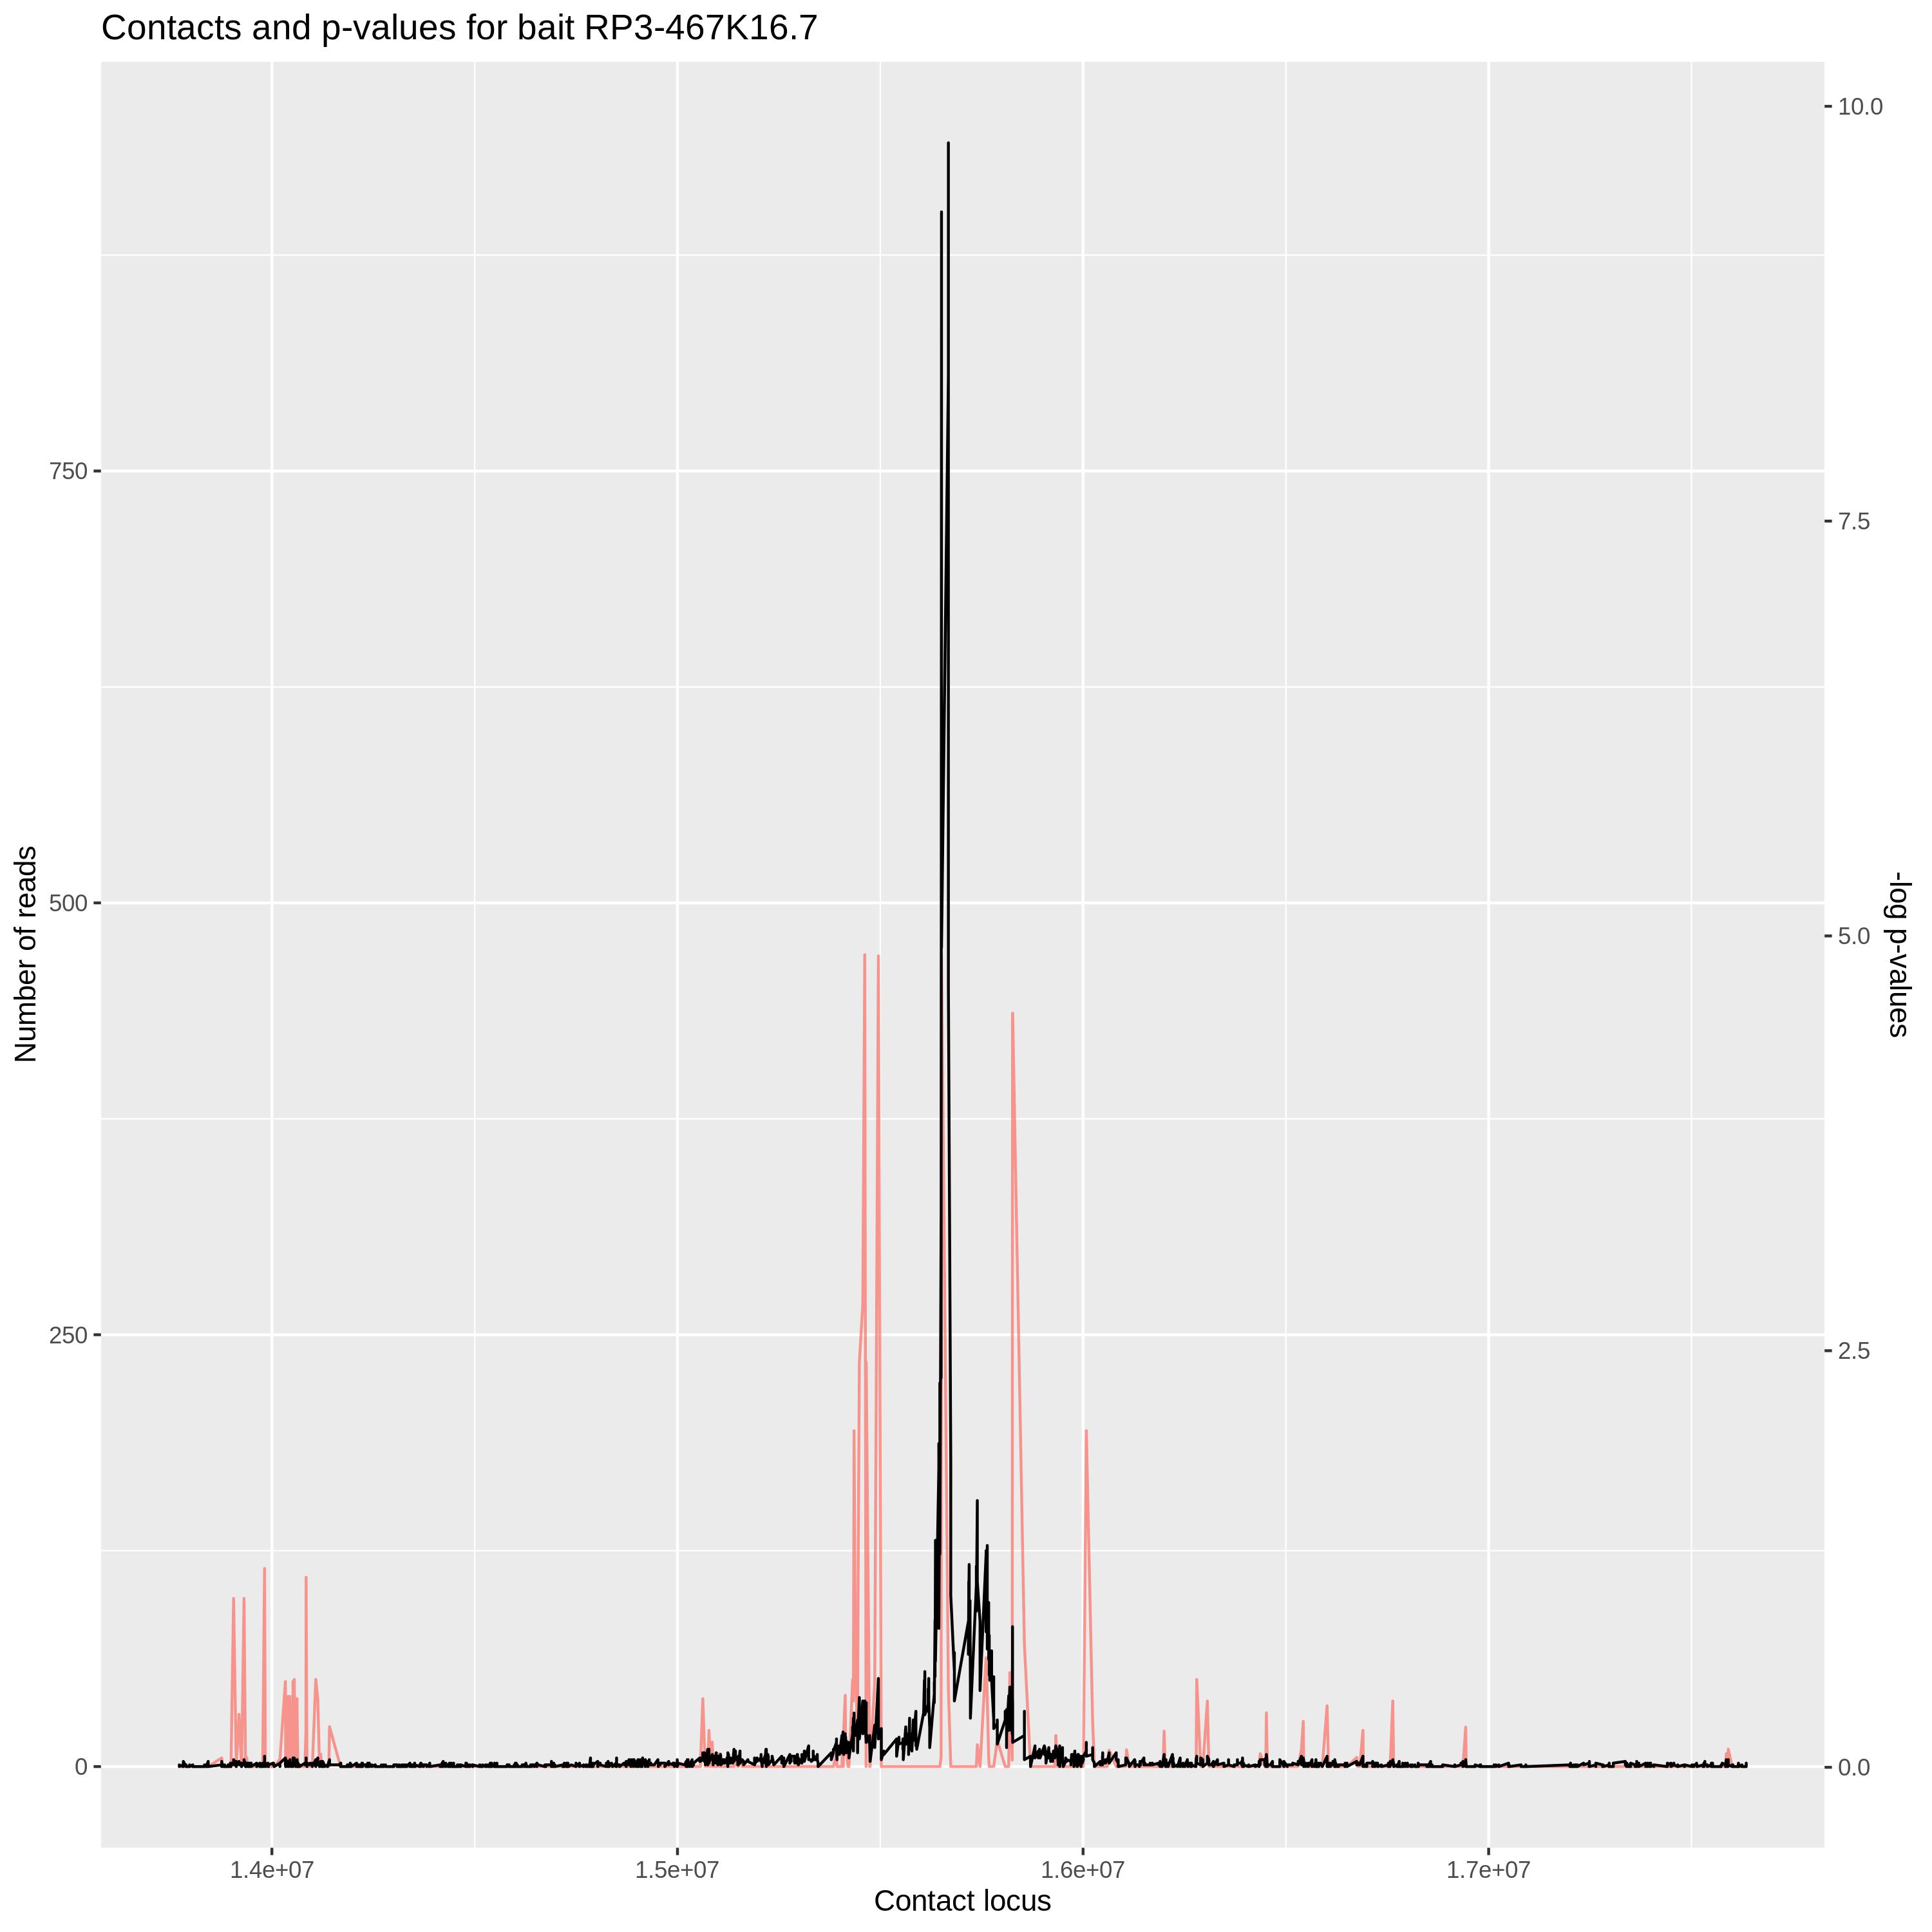 Contacts and p-values for bait RP3-467K16.7
10.0
750
7.5
Number of reads
500
5.0
-log p-values
250
2.5
0
0.0
1.4e+07
1.5e+07
1.6e+07
1.7e+07
Contact locus